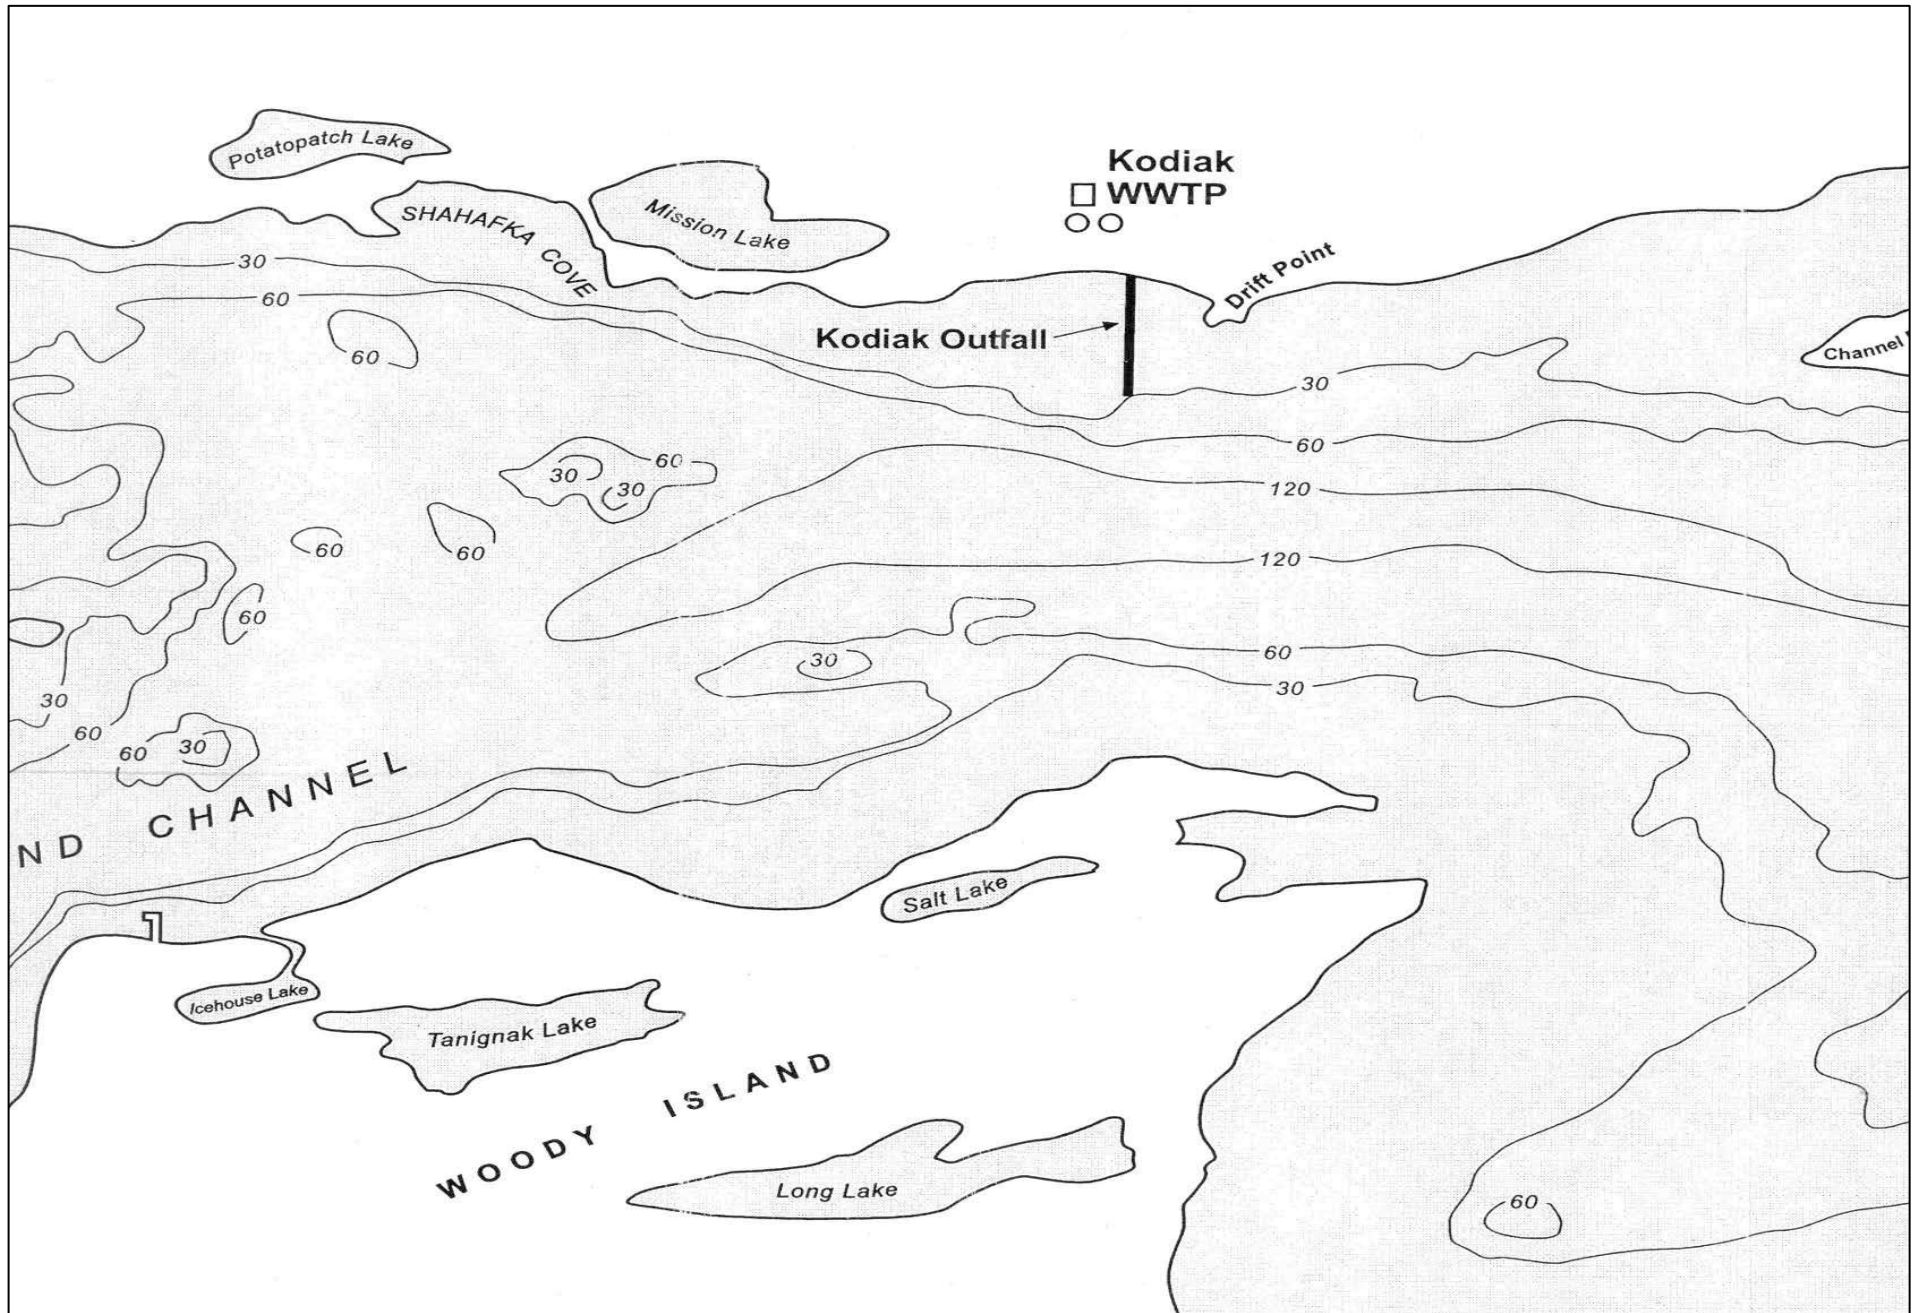 Potatopatch Lake
Kodiak
WWTP
SHAHAFKA COVE
Mission Lake
Drift Point
30
60
Kodiak Outfall
60
Channel
30
60
60
30
30
120
60
60
120
60
60
30
30
60
30
60
60
30
ND CHANNEL
Salt Lake
Icehouse Lake
Tanignak Lake
WOODY ISLAND
Long Lake
60